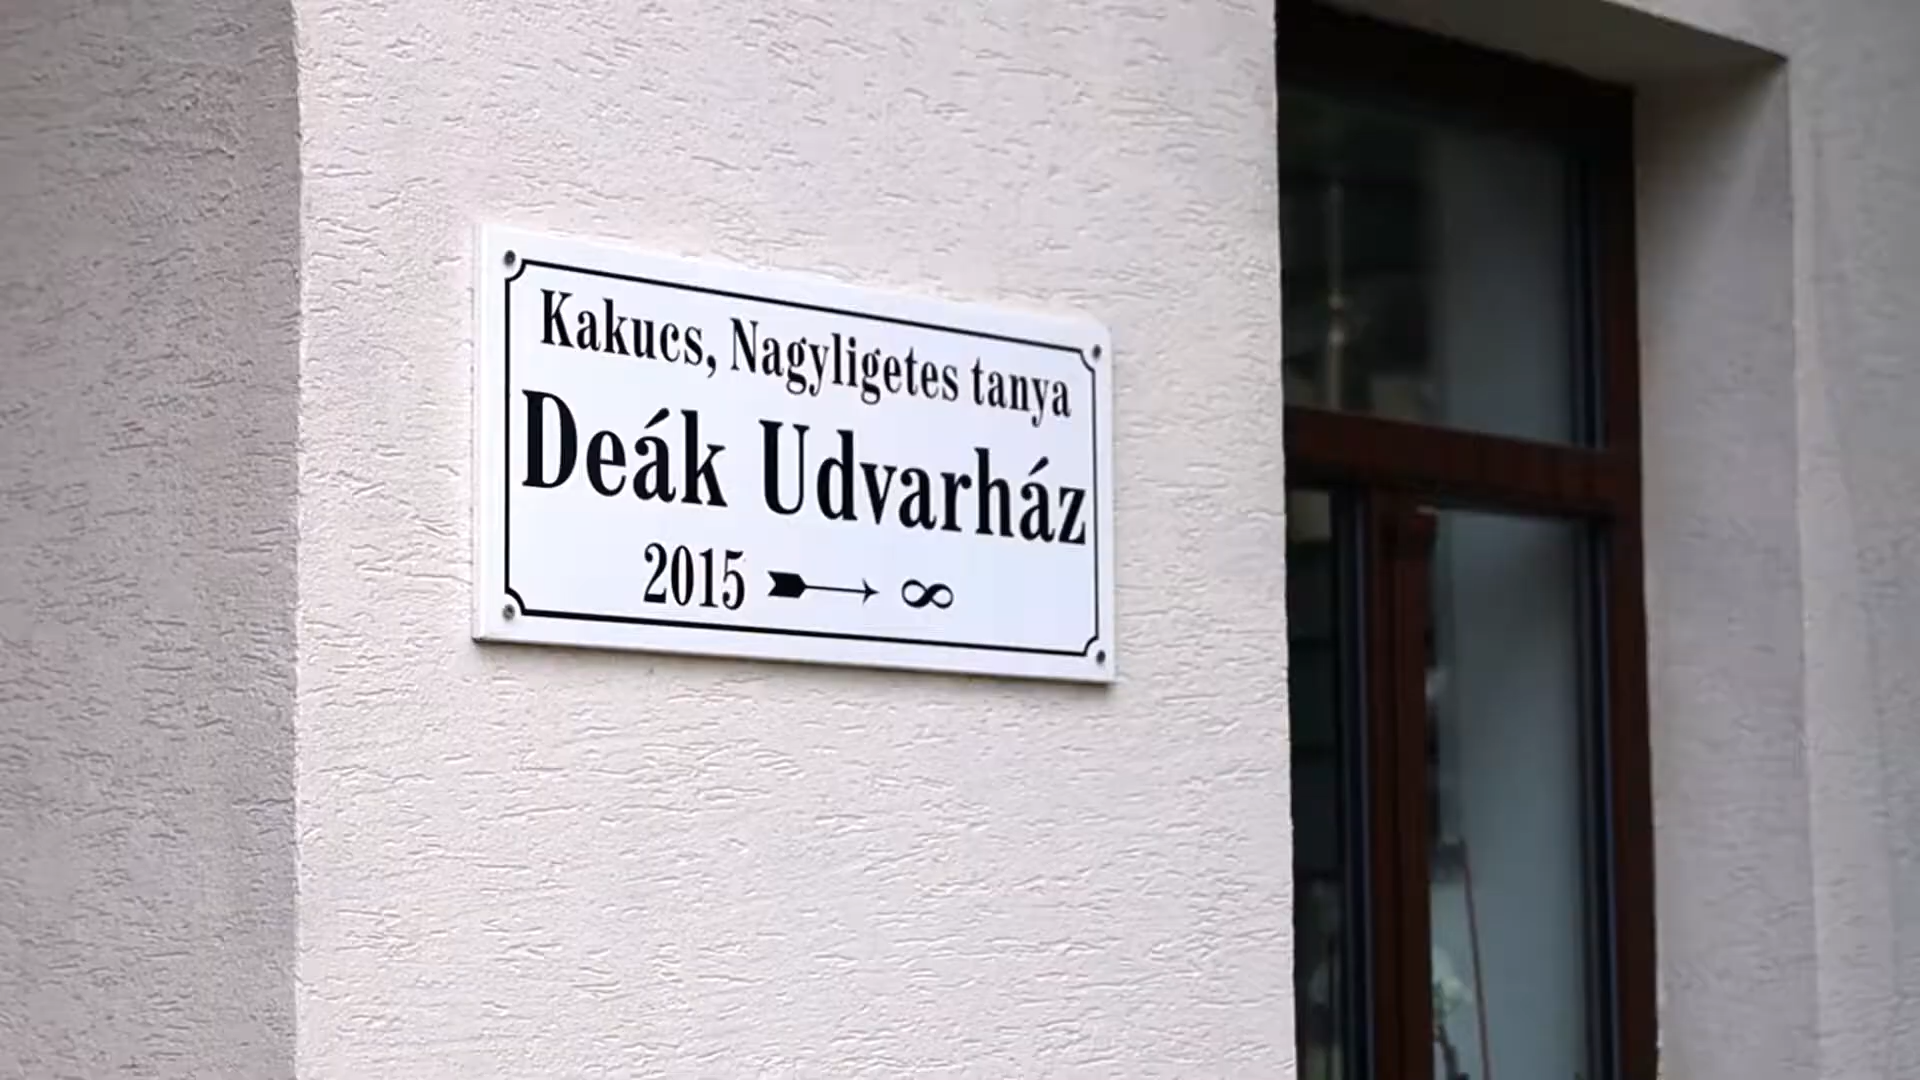 Kakucs, Nagyligetes tanya
Deák Udvarház
2015 → ∞